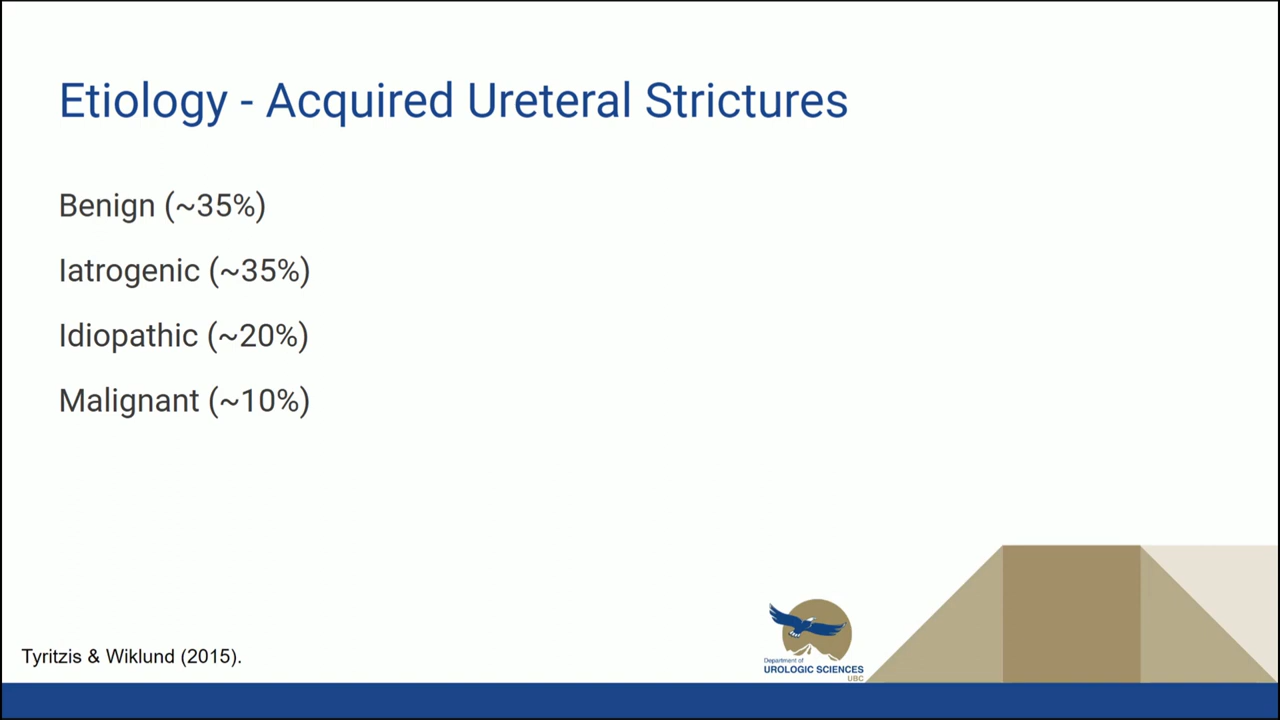 Etiology - Acquired Ureteral Strictures
Benign (~35%)
Iatrogenic (~35%)
Idiopathic (~20%)
Malignant (~10%)
Tyritzis & Wiklund (2015).
Department of
UROLOGIC SCIENCES
UBC